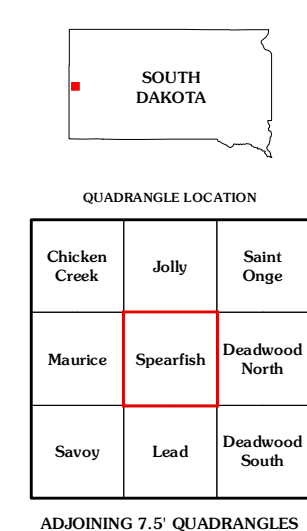 SOUTH
DAKOTA
QUADRANGLE LOCATION
Chicken
Creek
Jolly
Saint
Onge
Maurice
Spearfish
Deadwood
North
Savoy
Lead
Deadwood
South
ADJOINING 7.5' QUADRANGLES